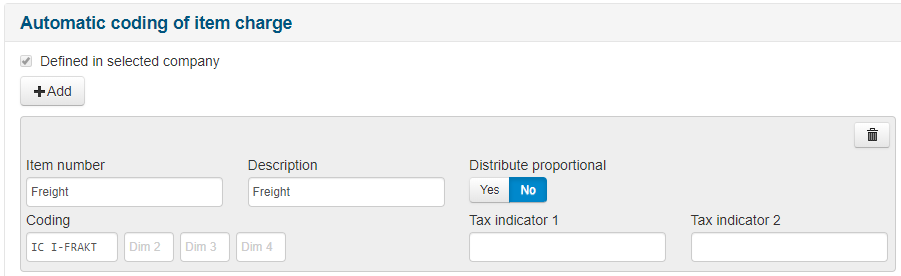 Automatic coding of item charge
Defined in selected company
Add
Item number Description Distribute proportional
Freight Freight Yes No
Coding Tax indicator 1 Tax indicator 2
IC I-FRAKT Dim 2 Dim 3 Dim 4